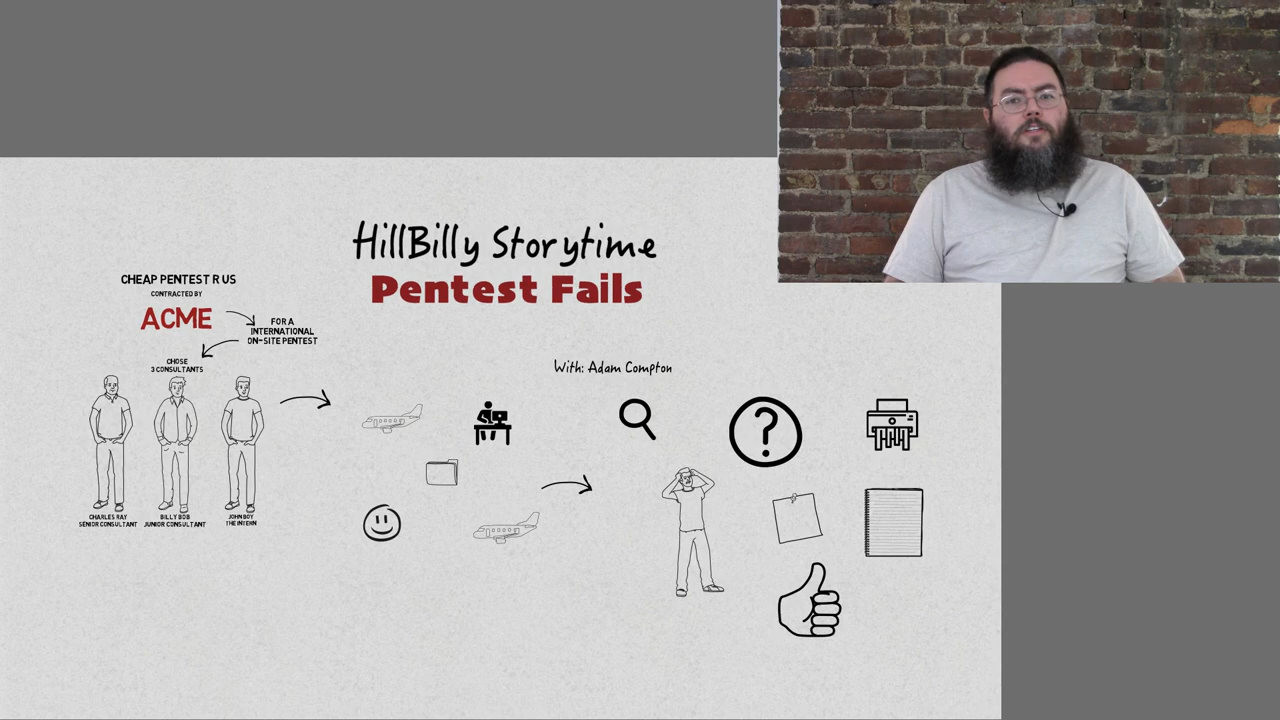 HillBilly Storytime
Pentest Fails
With: Adam Compton
CHEAP PENTEST R US
CONTRACTED BY
ACME
FOR A
INTERNATIONAL
ON-SITE PENTEST
CHOSE
3 CONSULTANTS
CHARLES RAY
SENIOR CONSULTANT
BILLY BOB
JUNIOR CONSULTANT
JOHN BOY
THE INTERN
?